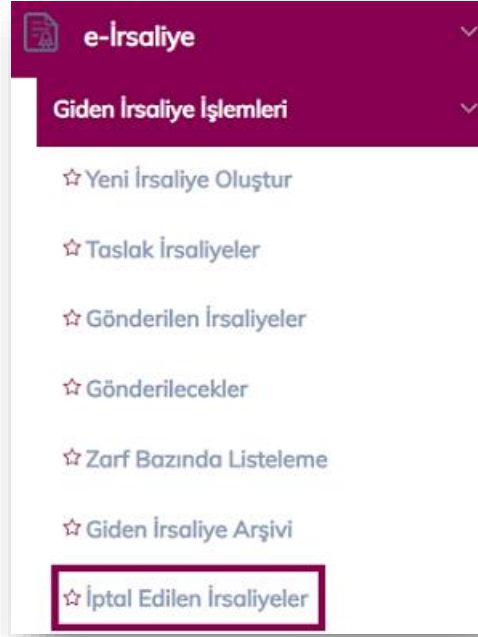 e-İrsaliye
Giden İrsaliye İşlemleri
Yeni İrsaliye Oluştur
Taslak İrsaliyeler
Gönderilen İrsaliyeler
Gönderilecekler
Zarf Bazında Listeleme
Giden İrsaliye Arşivi
İptal Edilen İrsaliyeler